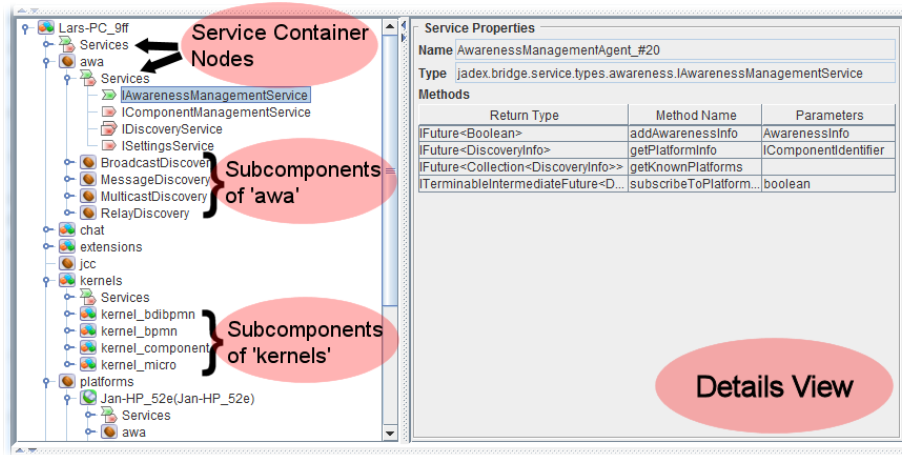 Lars-PC_9ff
Services
awa
Services
IAwarenessManagementService
IComponentManagementService
IDiscoveryService
ISettingsService
BroadcastDiscover
MessageDiscovery
MulticastDiscovery
RelayDiscovery
chat
extensions
jcc
kernels
Services
kernel_bdibpmn
kernel_bpmn
kernel_component
kernel_micro
platforms
Jan-HP_52e(Jan-HP_52e)
Services
awa
Service Container
Nodes
Subcomponents
of 'awa'
Subcomponents
of 'kernels'
Service Properties
Name AwarenessManagementAgent_#20
Type jadex.bridge.service.types.awareness.IAwarenessManagementService
Methods
Return Type Method Name Parameters
IFuture<Boolean> addAwarenessInfo AwarenessInfo
IFuture<DiscoveryInfo> getPlatformInfo IComponentIdentifier
IFuture<Collection<DiscoveryInfo>> getKnownPlatforms
ITerminableIntermediateFuture<D... subscribeToPlatform... boolean
Details View